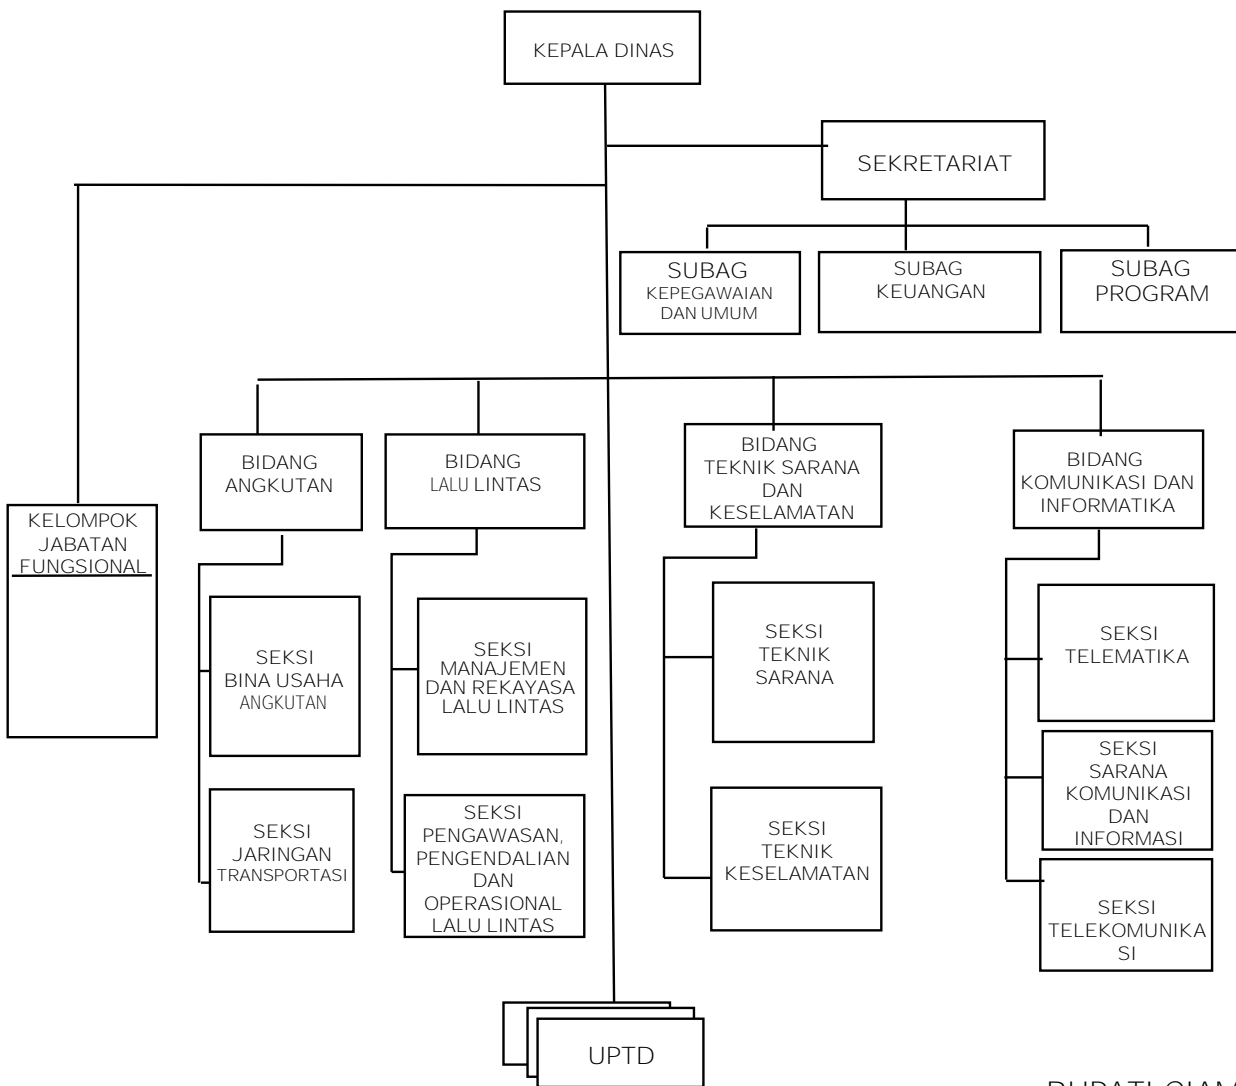 KEPALA DINAS
SEKRETARIAT
SUBAG
KEPEGAWAIAN
DAN UMUM
SUBAG
KEUANGAN
SUBAG
PROGRAM
KELOMPOK
JABATAN
FUNGSIONAL
BIDANG
ANGKUTAN
BIDANG
LALU LINTAS
BIDANG
TEKNIK SARANA
DAN
KESELAMATAN
BIDANG
KOMUNIKASI DAN
INFORMATIKA
SEKSI
BINA USAHA
ANGKUTAN
SEKSI
MANAJEMEN
DAN REKAYASA
LALU LINTAS
SEKSI
TEKNIK
SARANA
SEKSI
TELEMATIKA
SEKSI
SARANA
KOMUNIKASI
DAN
INFORMASI
SEKSI
JARINGAN
TRANSPORTASI
SEKSI
PENGAWASAN,
PENGENDALIAN
DAN
OPERASIONAL
LALU LINTAS
SEKSI
TEKNIK
KESELAMATAN
SEKSI
TELEKOMUNIKA
SI
UPTD